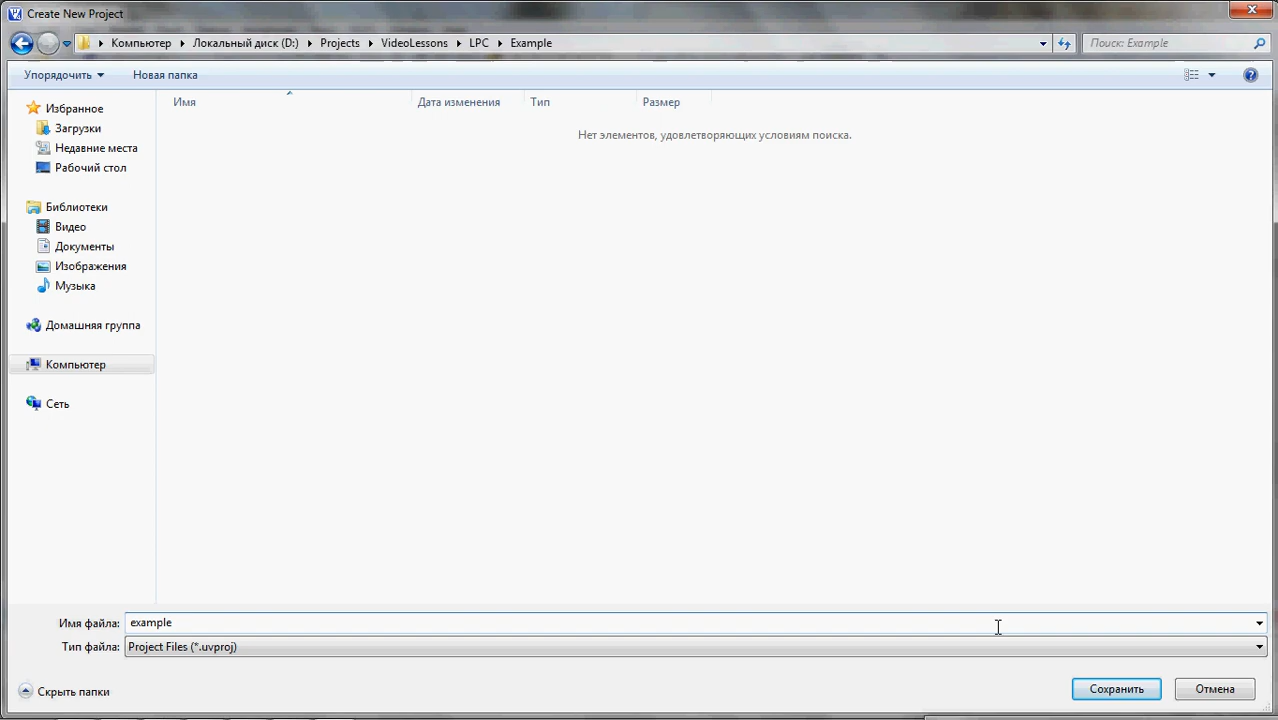 Create New Project
Компьютер Локальный диск (D:) Projects VideoLessons LPC Example
Поиск: Example
Упорядочить Новая папка
Имя Дата изменения Тип Размер
Нет элементов, удовлетворяющих условиям поиска.
Избранное
Загрузки
Недавние места
Рабочий стол
Библиотеки
Видео
Документы
Изображения
Музыка
Домашняя группа
Компьютер
Сеть
Имя файла: example
Тип файла: Project Files (*.uvproj)
Скрыть папки
Сохранить Отмена